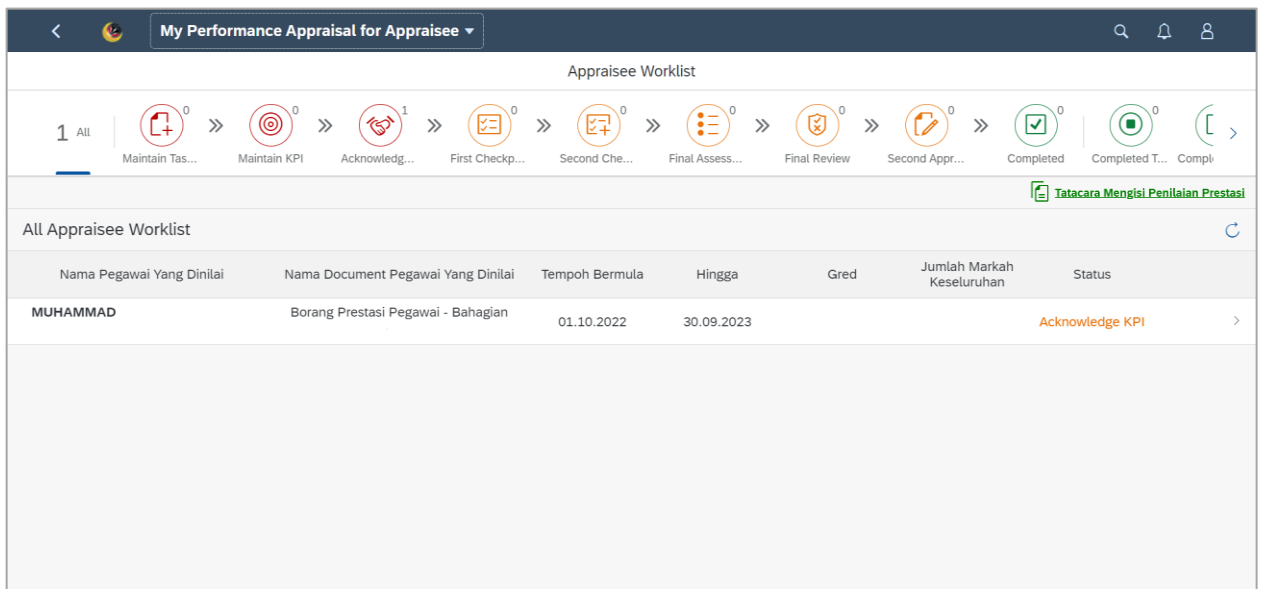 My Performance Appraisal for Appraisee
Appraisee Worklist
1 All
0 0 1 0 0 0 0 0 0 0
Maintain Tas... Maintain KPI Acknowledg... First Checkp... Second Che... Final Assess... Final Review Second Appr... Completed Completed T... Comple
Tatacara Mengisi Penilaian Prestasi
All Appraisee Worklist
Nama Pegawai Yang Dinilai Nama Document Pegawai Yang Dinilai Tempoh Bermula Hingga Gred Jumlah Markah Keseluruhan Status
MUHAMMAD Borang Prestasi Pegawai - Bahagian 01.10.2022 30.09.2023 Acknowledge KPI